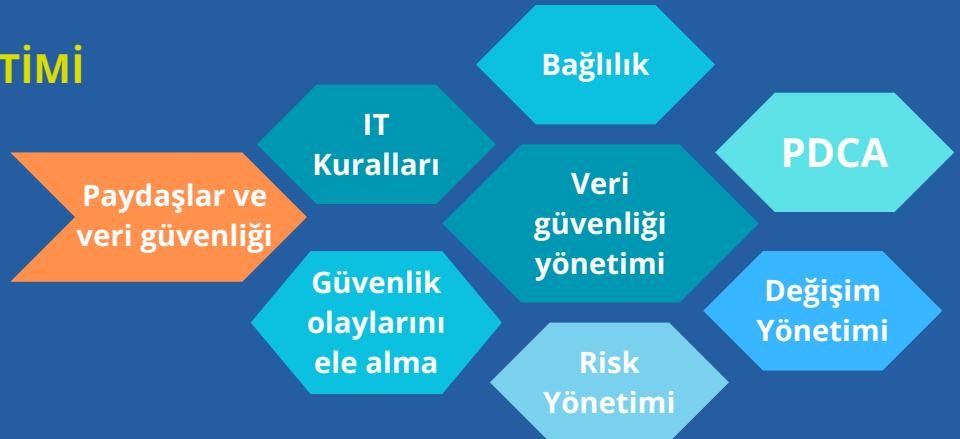 TİMİ
Bağlılık
IT
Kuralları
PDCA
Paydaşlar ve
veri güvenliği
Veri
güvenliği
yönetimi
Güvenlik
olaylarını
ele alma
Değişim
Yönetimi
Risk
Yönetimi